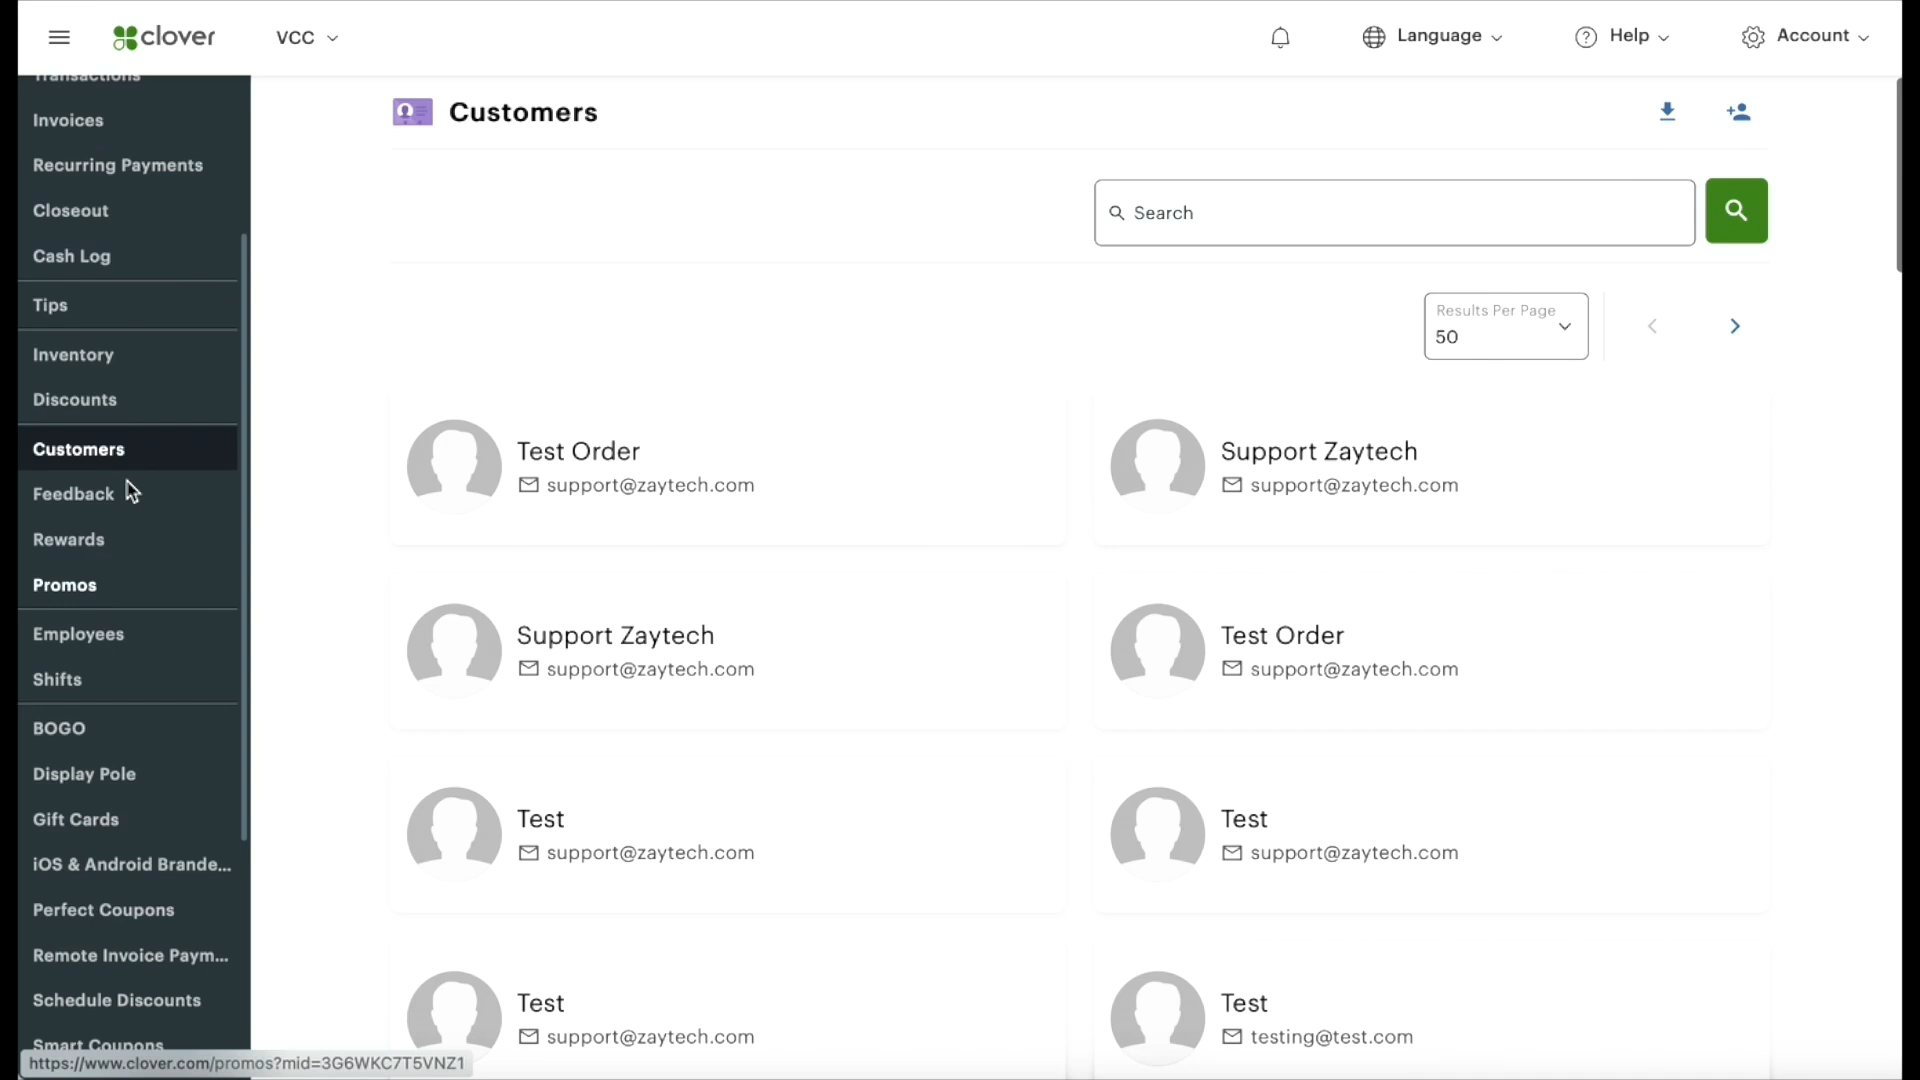 clover
VCC
Language
Help
Account
Transactions
Invoices
Recurring Payments
Closeout
Cash Log
Tips
Inventory
Discounts
Customers
Feedback
Rewards
Promos
Employees
Shifts
BOGO
Display Pole
Gift Cards
iOS & Android Brande...
Perfect Coupons
Remote Invoice Paym...
Schedule Discounts
Smart Coupons
https://www.clover.com/promos?mid=3G6WKC7T5VNZ1
Customers
Search
Results Per Page
50
Test Order
support@zaytech.com
Support Zaytech
support@zaytech.com
Support Zaytech
support@zaytech.com
Test Order
support@zaytech.com
Test
support@zaytech.com
Test
support@zaytech.com
Test
support@zaytech.com
Test
testing@test.com